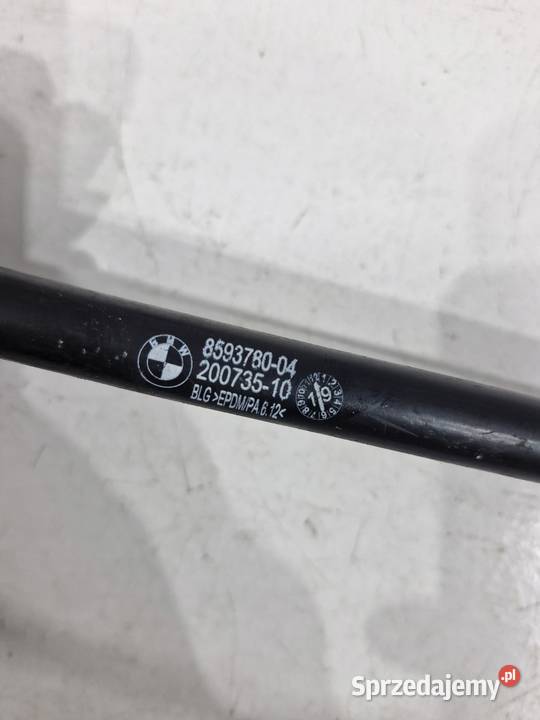 BMW
8593780-04
200735-10
BLG >EPDM/PA 6.12<
19
Sprzedajemy.pl